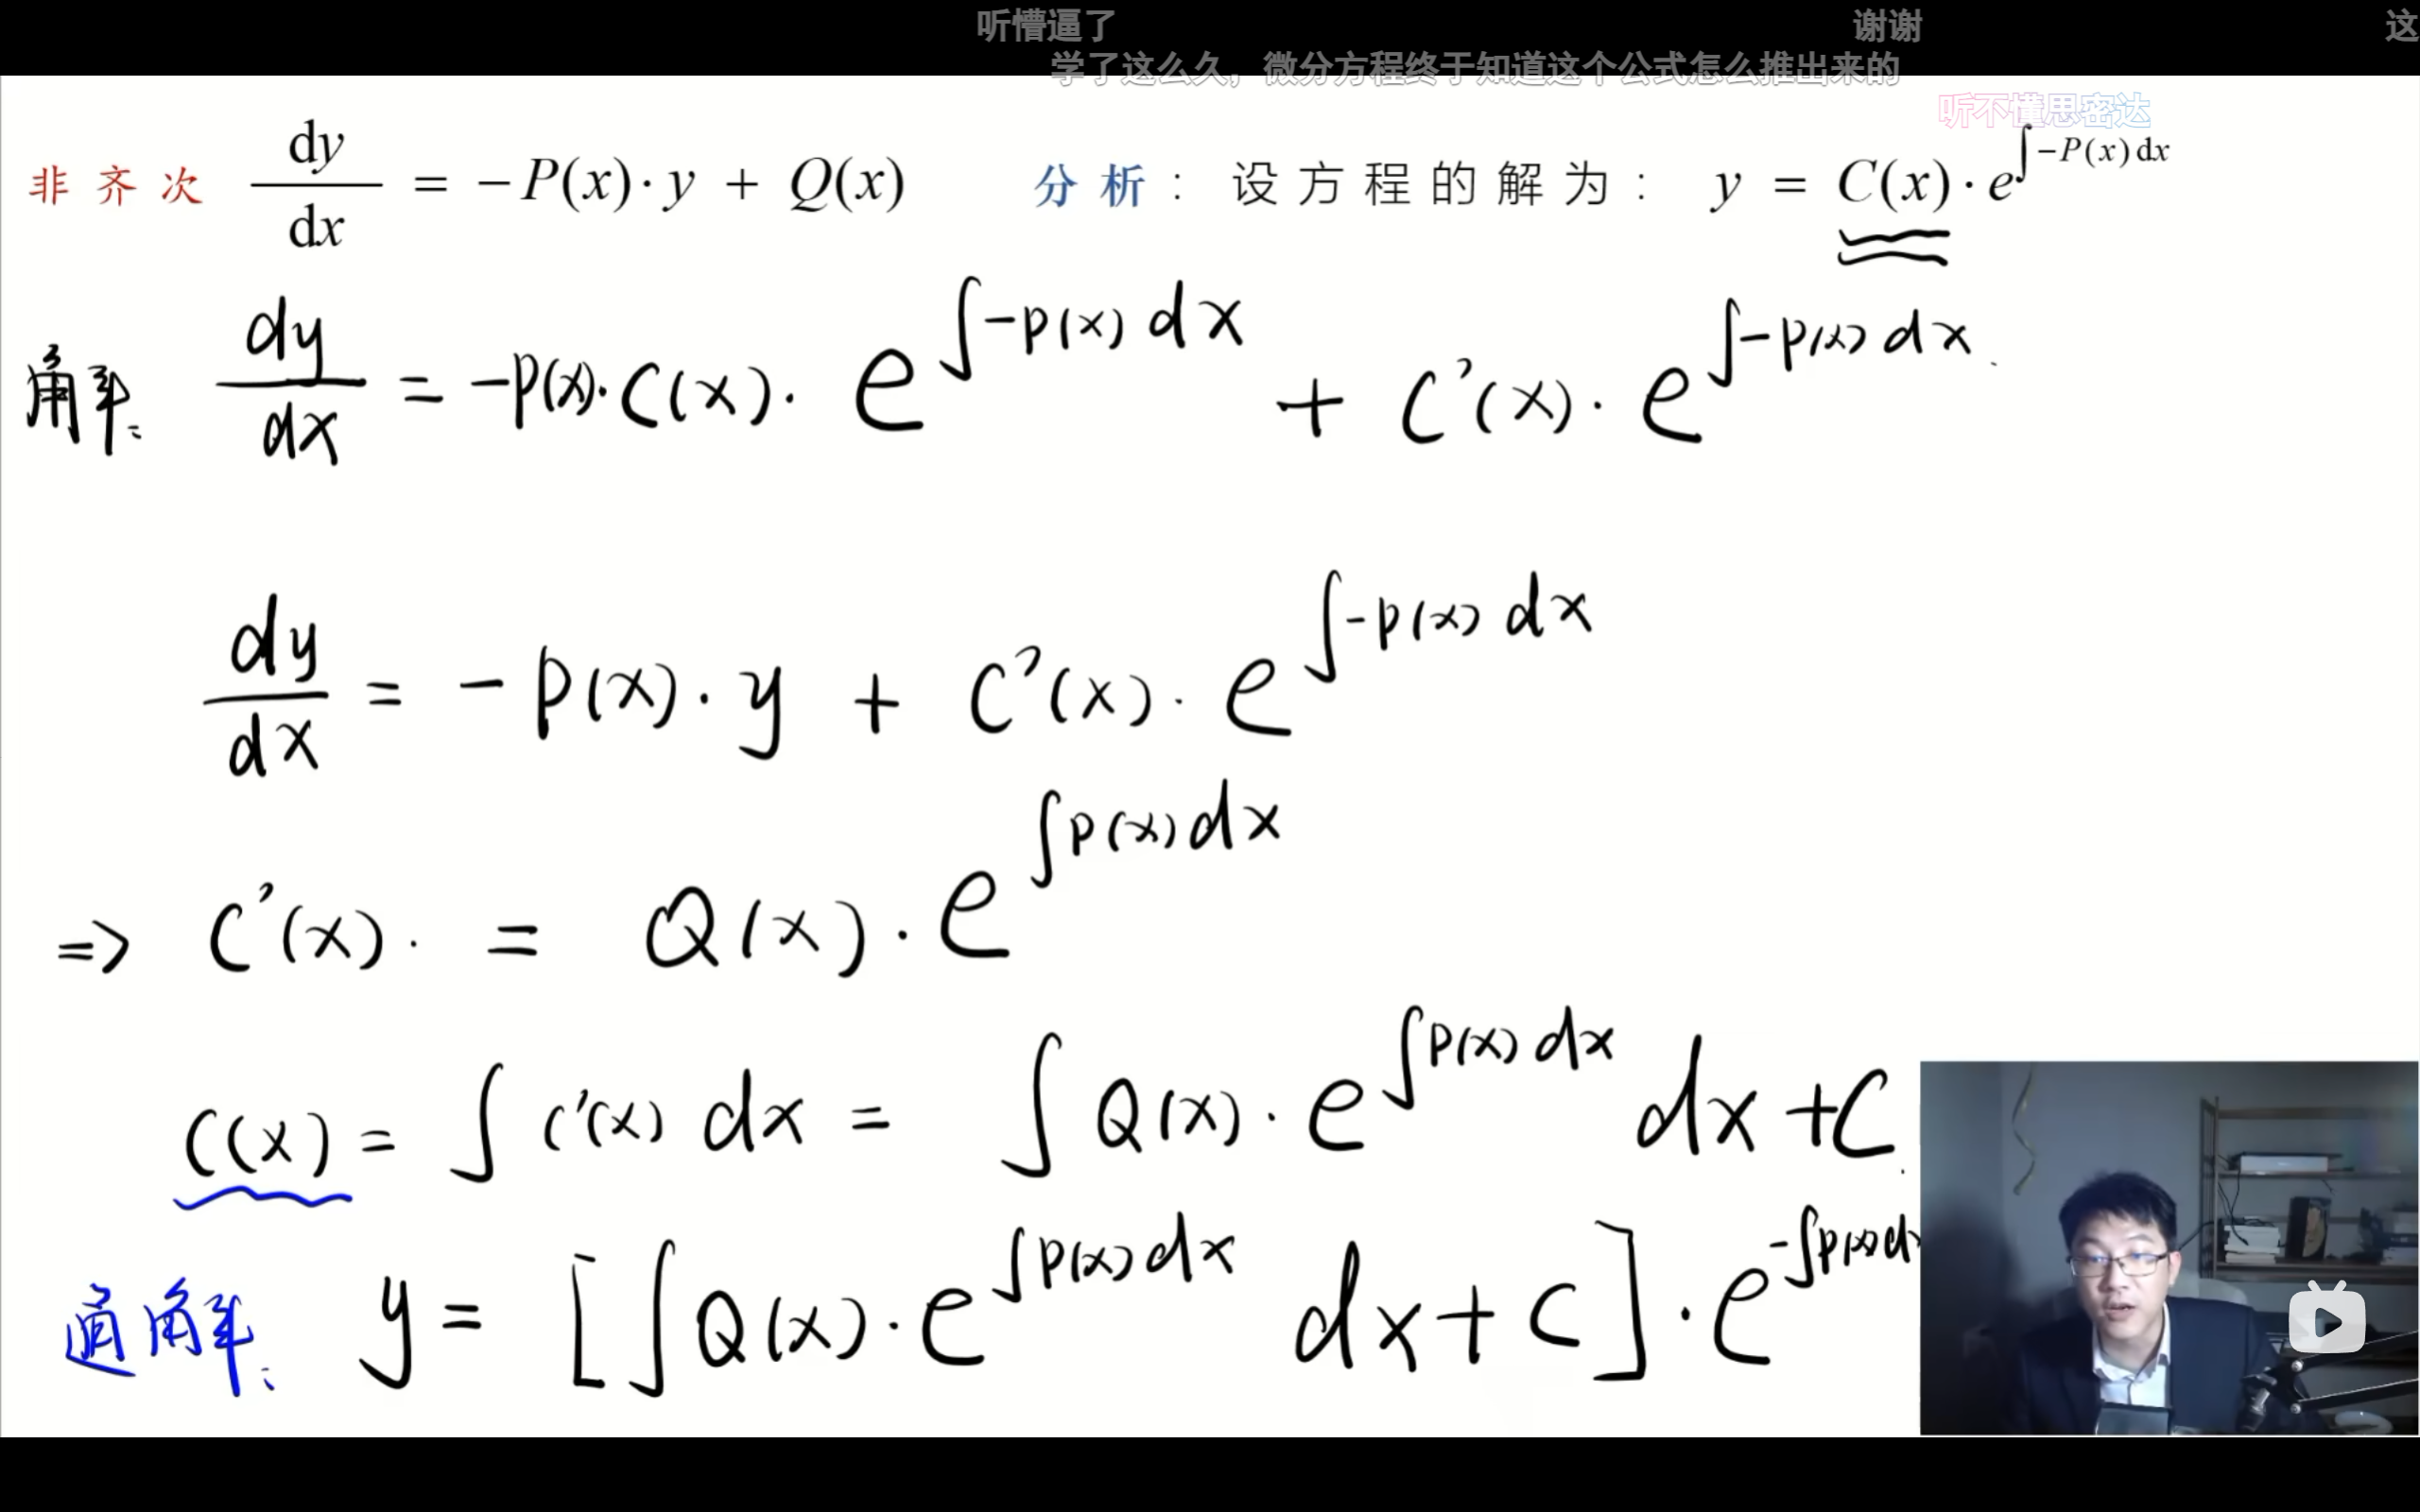 听懵逼了 谢谢 这
学了这么久，微分方程终于知道这个公式怎么推出来的
听不懂思密达
非齐次 dy/dx = -P(x)·y + Q(x) 分析：设方程的解为：y = C(x)·e^{∫-P(x)dx}
解: dy/dx = -P(x)·C(x)·e^{∫-P(x)dx} + C'(x)·e^{∫-P(x)dx}.
dy/dx = -P(x)·y + C'(x)·e^{∫-P(x)dx}
=> C'(x)· = Q(x)·e^{∫P(x)dx}
C(x) = ∫C'(x)dx = ∫Q(x)·e^{∫P(x)dx} dx+C.
通解: y = [∫Q(x)·e^{∫P(x)dx} dx+C]·e^{-∫P(x)d